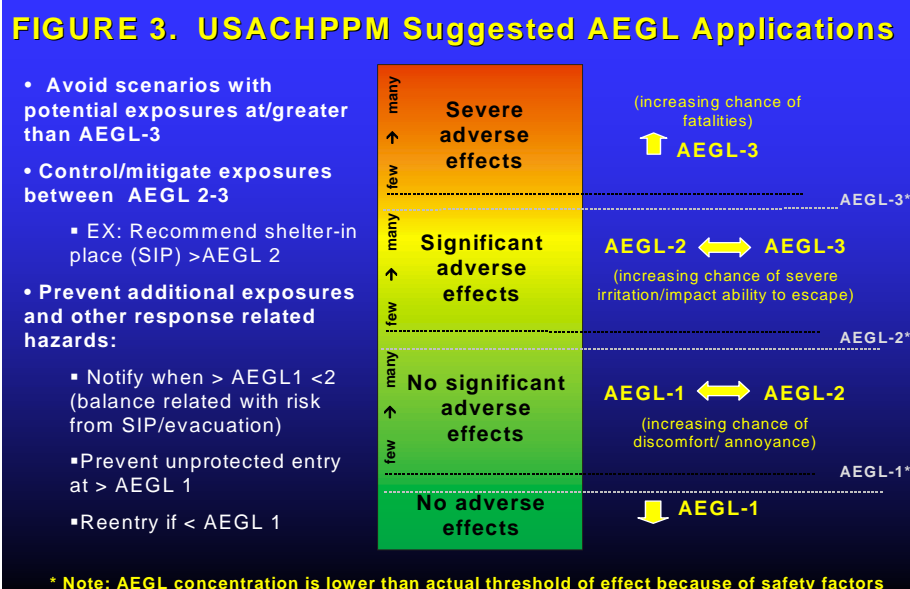 FIGURE 3. USACHPPM Suggested AEGL Applications
• Avoid scenarios with
potential exposures at/greater
than AEGL-3
• Control/mitigate exposures
between AEGL 2-3
▪ EX: Recommend shelter-in
place (SIP) >AEGL 2
• Prevent additional exposures
and other response related
hazards:
▪ Notify when > AEGL1 <2
(balance related with risk
from SIP/evacuation)
▪Prevent unprotected entry
at > AEGL 1
▪Reentry if < AEGL 1
few → many
Severe
adverse
effects
few → many
Significant
adverse
effects
few → many
No significant
adverse
effects
No adverse
effects
(increasing chance of
fatalities)
AEGL-3
AEGL-3*
AEGL-2 AEGL-3
(increasing chance of severe
irritation/impact ability to escape)
AEGL-2*
AEGL-1 AEGL-2
(increasing chance of
discomfort/ annoyance)
AEGL-1*
AEGL-1
* Note: AEGL concentration is lower than actual threshold of effect because of safety factors